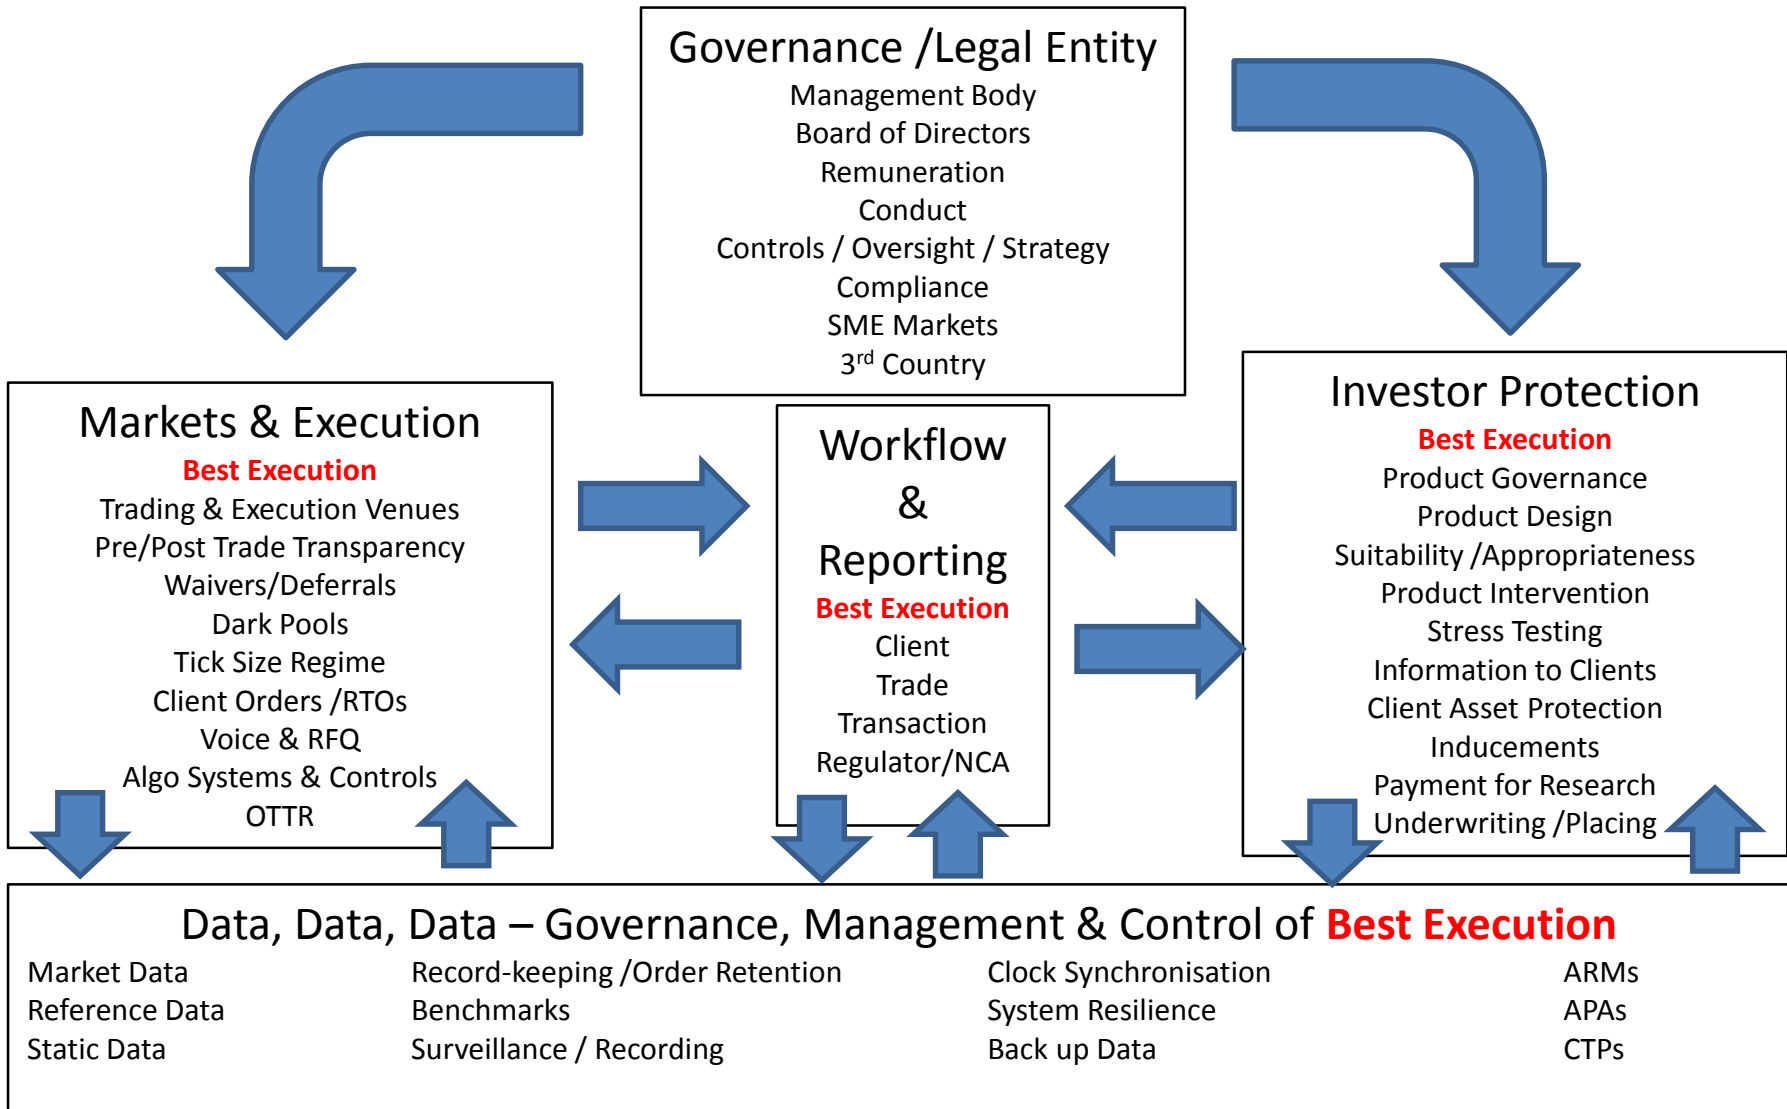 Governance /Legal Entity
Management Body
Board of Directors
Remuneration
Conduct
Controls / Oversight / Strategy
Compliance
SME Markets
3rd Country
Markets & Execution
Best Execution
Trading & Execution Venues
Pre/Post Trade Transparency
Waivers/Deferrals
Dark Pools
Tick Size Regime
Client Orders /RTOs
Voice & RFQ
Algo Systems & Controls
OTTR
Workflow
&
Reporting
Best Execution
Client
Trade
Transaction
Regulator/NCA
Investor Protection
Best Execution
Product Governance
Product Design
Suitability /Appropriateness
Product Intervention
Stress Testing
Information to Clients
Client Asset Protection
Inducements
Payment for Research
Underwriting /Placing
Data, Data, Data – Governance, Management & Control of Best Execution
Market Data
Reference Data
Static Data
Record-keeping /Order Retention
Benchmarks
Surveillance / Recording
Clock Synchronisation
System Resilience
Back up Data
ARMs
APAs
CTPs